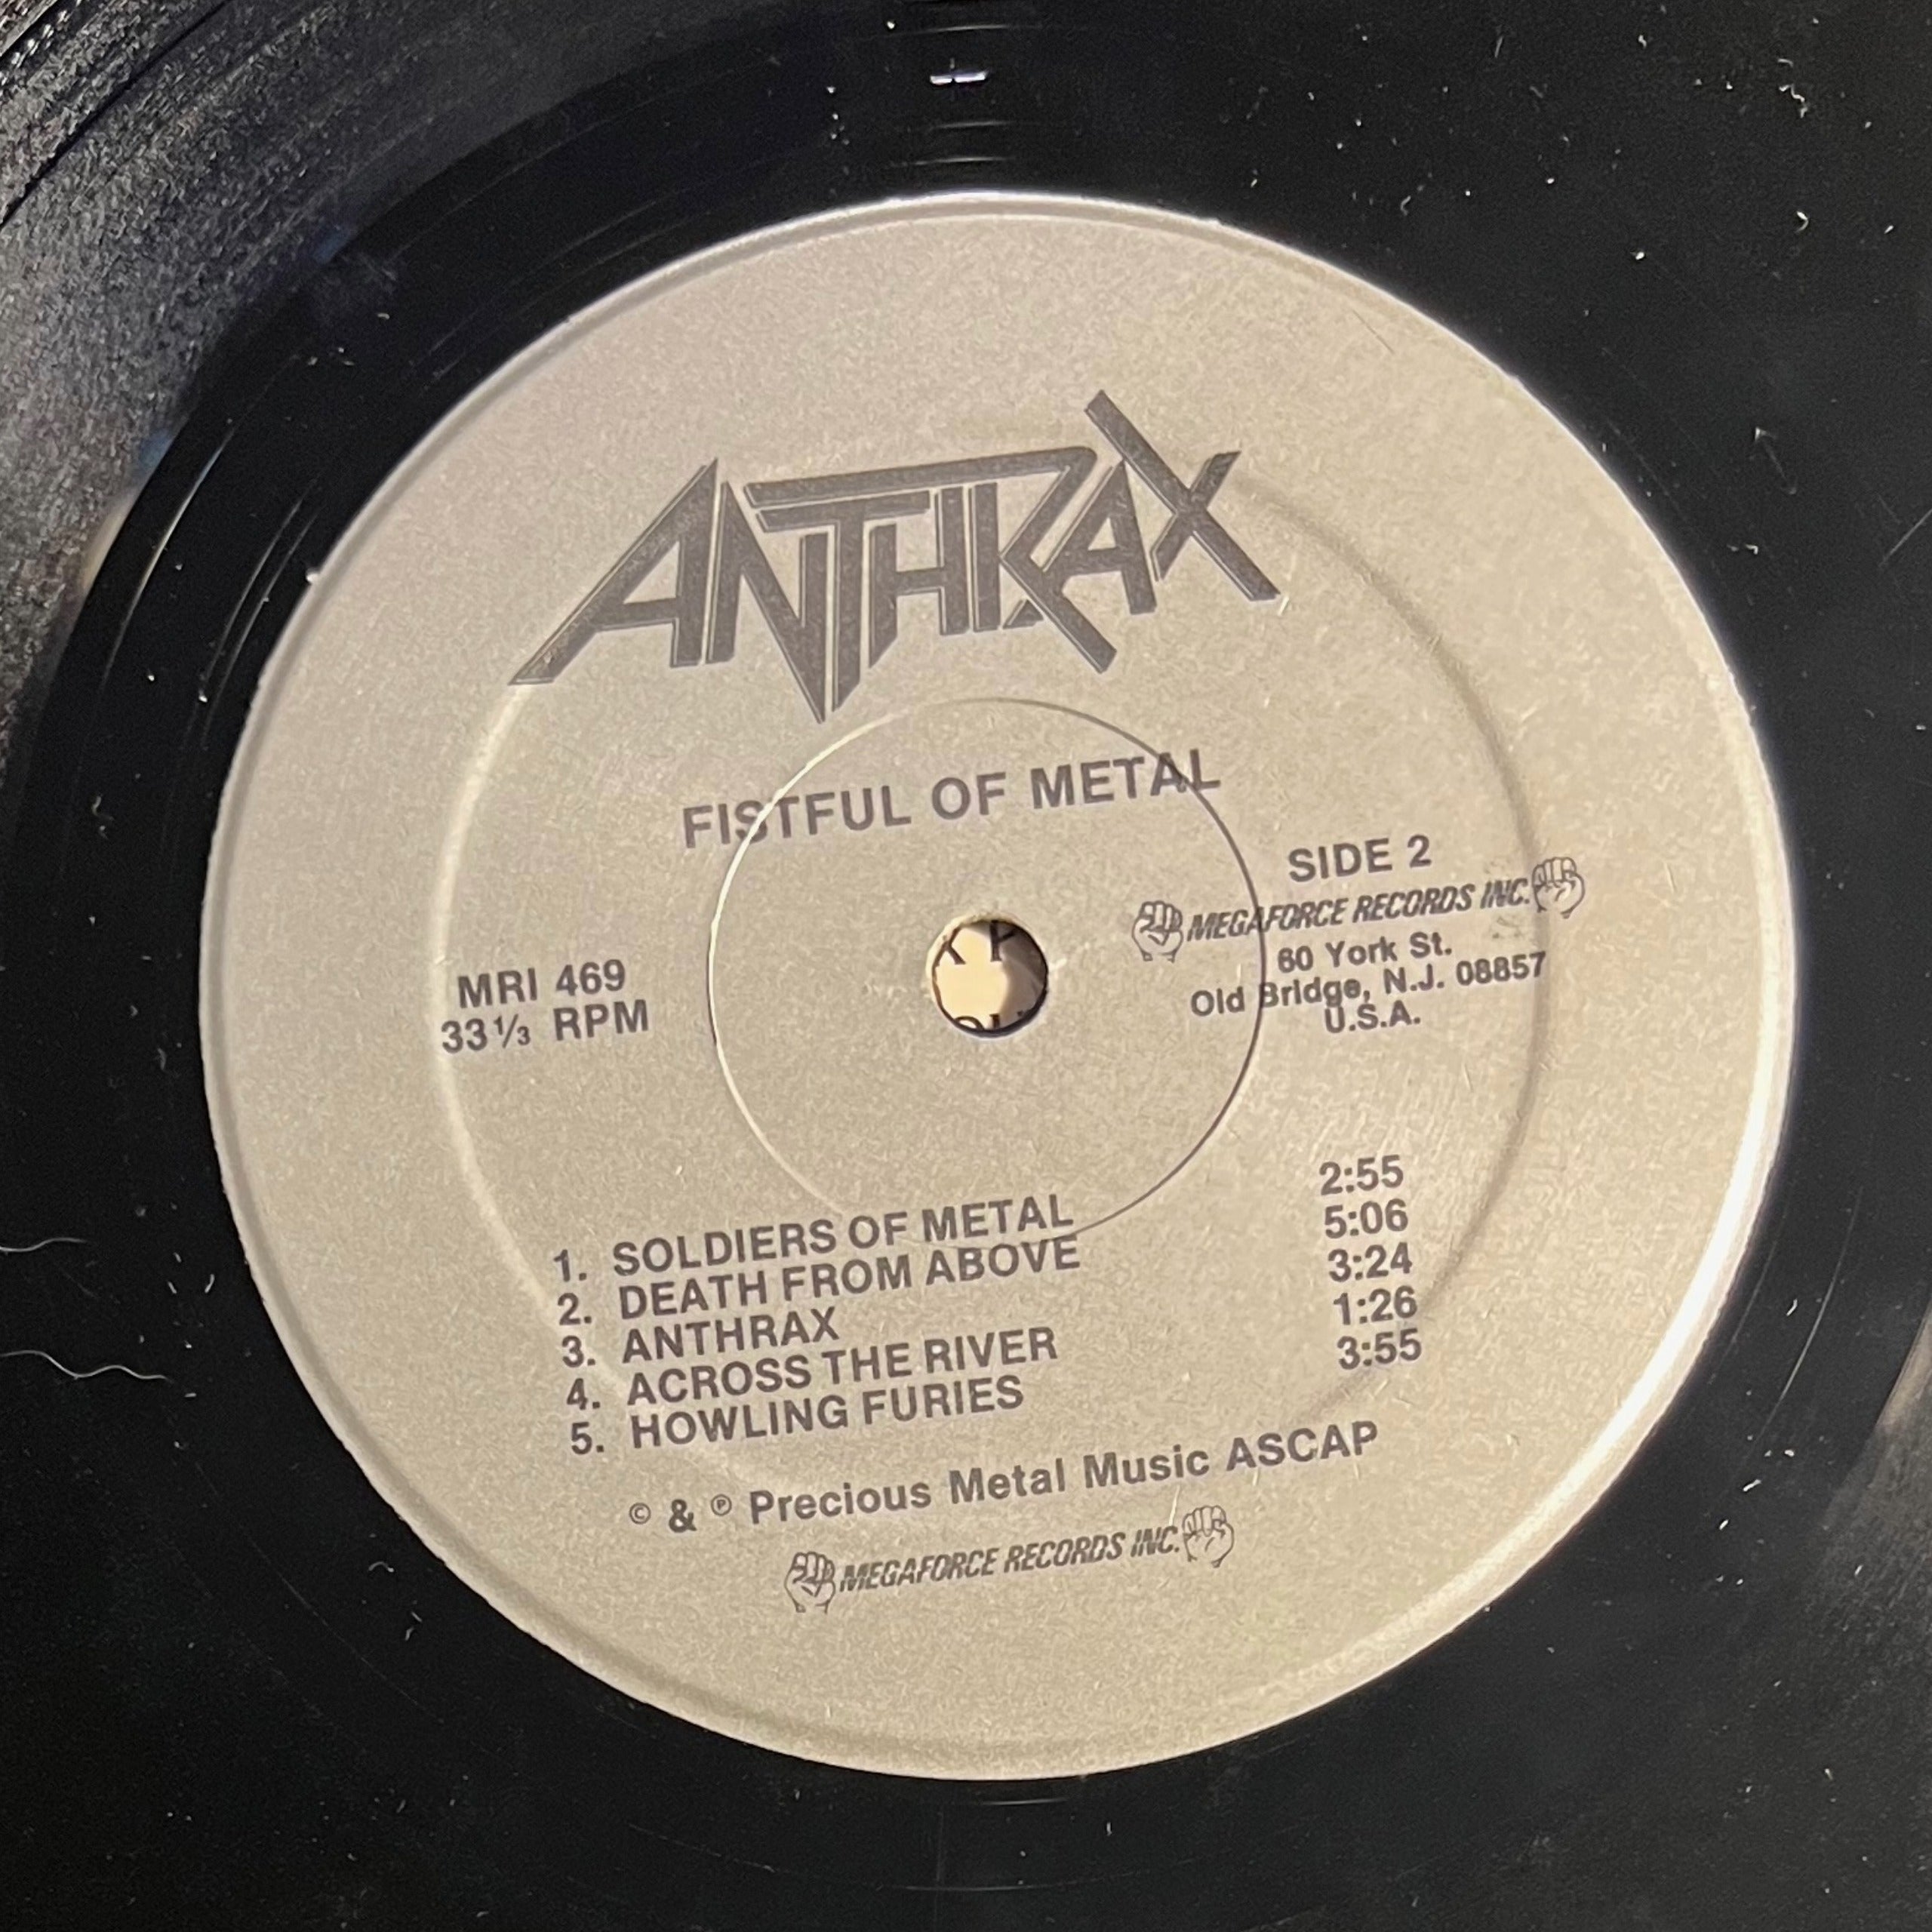 ANTHRAX
FISTFUL OF METAL
SIDE 2
MEGAFORCE RECORDS INC.
60 York St.
Old Bridge, N.J. 08857
U.S.A.
MRI 469
33⅓ RPM
1. SOLDIERS OF METAL 2:55
2. DEATH FROM ABOVE 5:06
3. ANTHRAX 3:24
4. ACROSS THE RIVER 1:26
5. HOWLING FURIES 3:55
© & ℗ Precious Metal Music ASCAP
MEGAFORCE RECORDS INC.